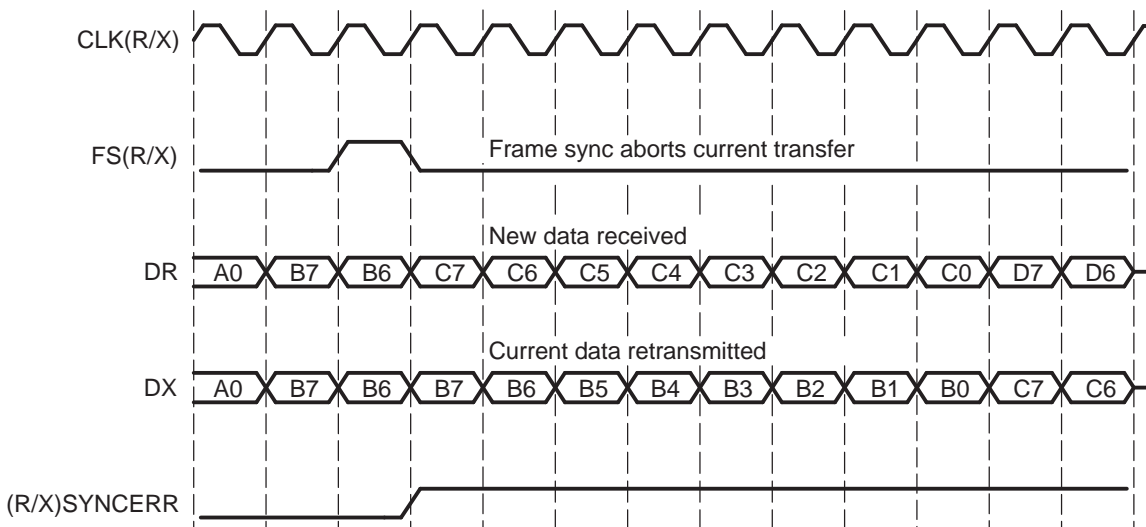 CLK(R/X)
FS(R/X)
Frame sync aborts current transfer
New data received
DR
A0 B7 B6 C7 C6 C5 C4 C3 C2 C1 C0 D7 D6
Current data retransmitted
DX
A0 B7 B6 B7 B6 B5 B4 B3 B2 B1 B0 C7 C6
(R/X)SYNCERR